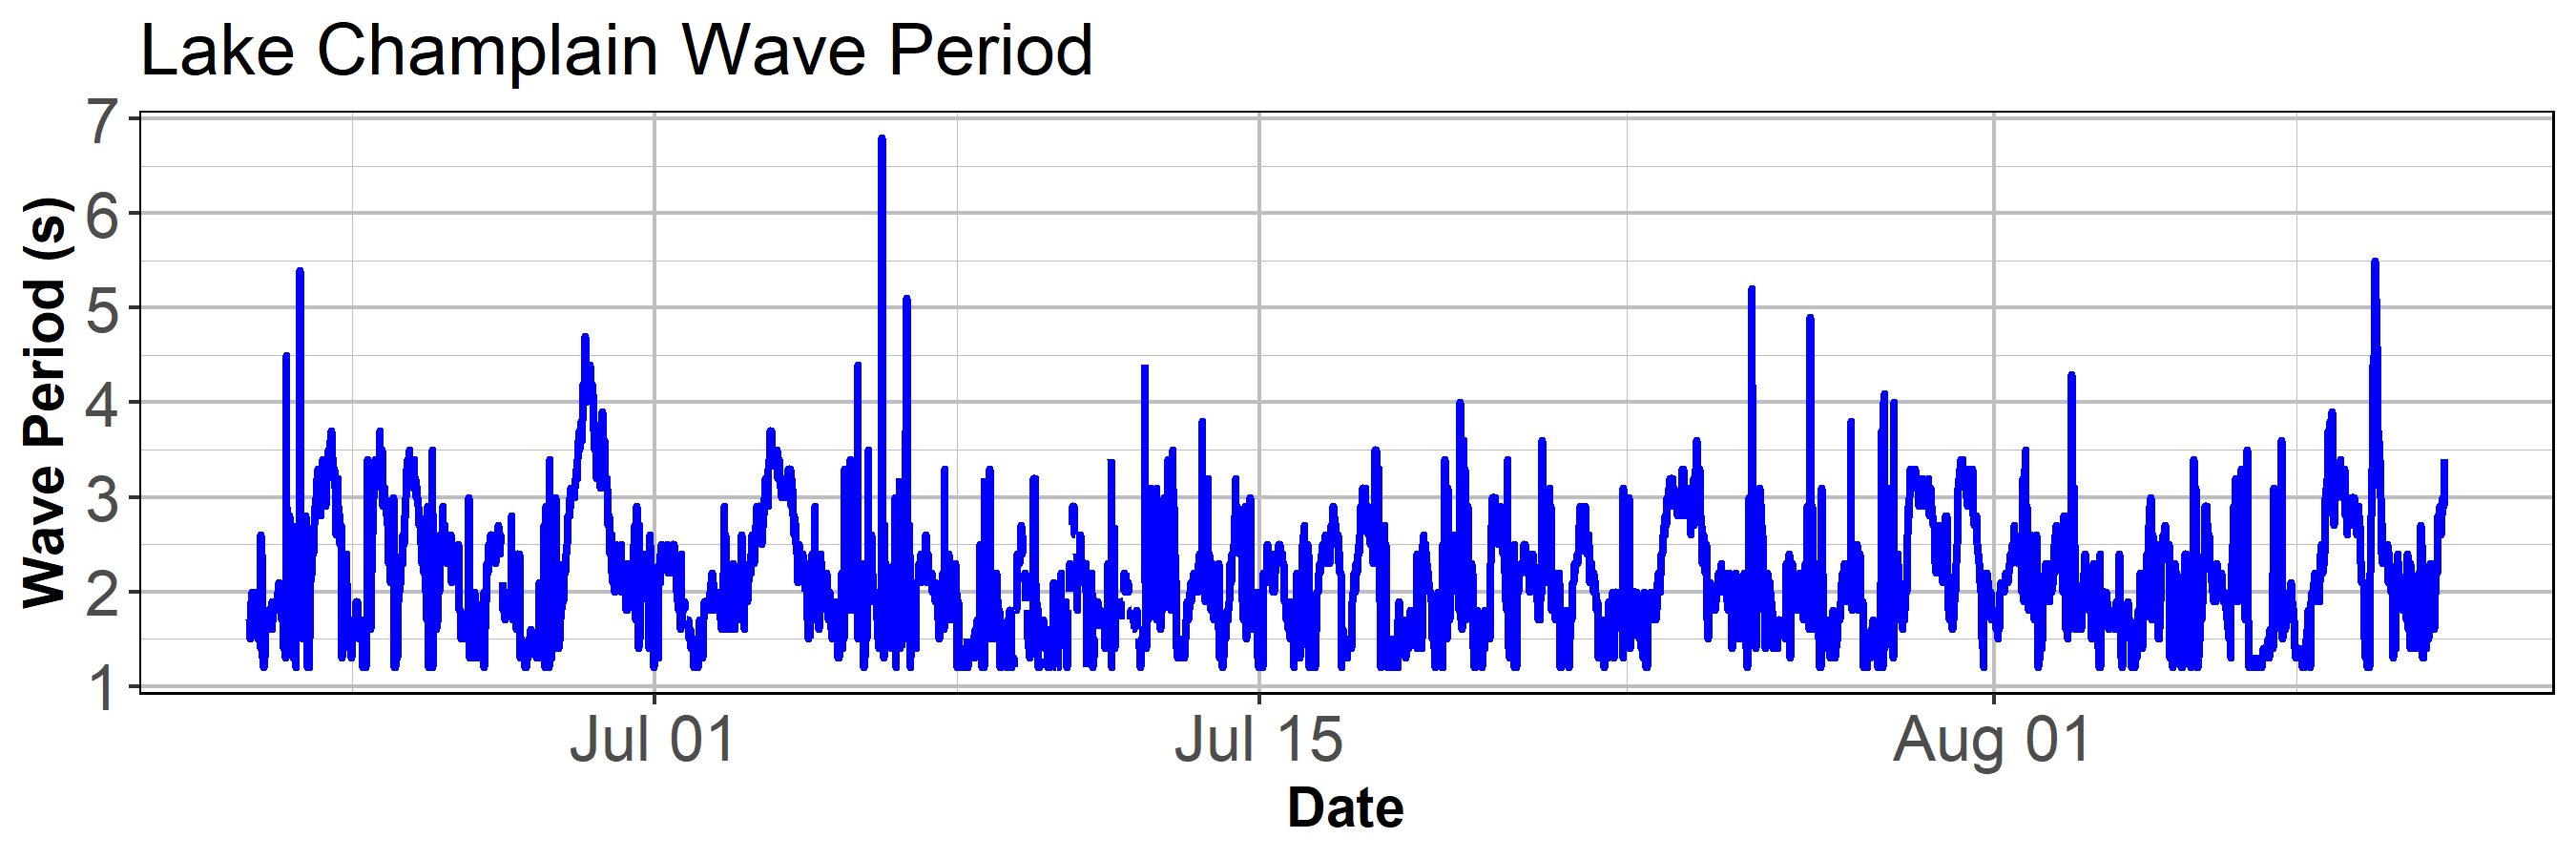 Lake Champlain Wave Period
Wave Period (s)
7
6
5
4
3
2
1
Jul 01
Jul 15
Aug 01
Date